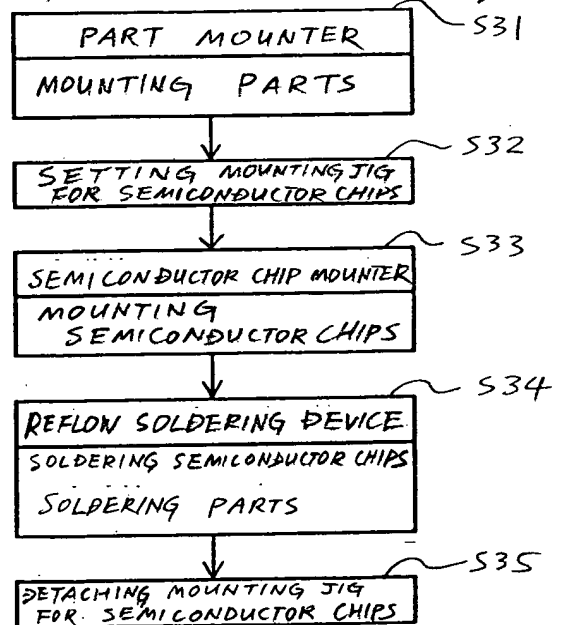 PART MOUNTER
S31
MOUNTING PARTS
S32
SETTING MOUNTING JIG
FOR SEMICONDUCTOR CHIPS
S33
SEMICONDUCTOR CHIP MOUNTER
MOUNTING
SEMICONDUCTOR CHIPS
S34
REFLOW SOLDERING DEVICE
SOLDERING SEMICONDUCTOR CHIPS
SOLDERING PARTS
S35
DETACHING MOUNTING JIG
FOR SEMICONDUCTOR CHIPS